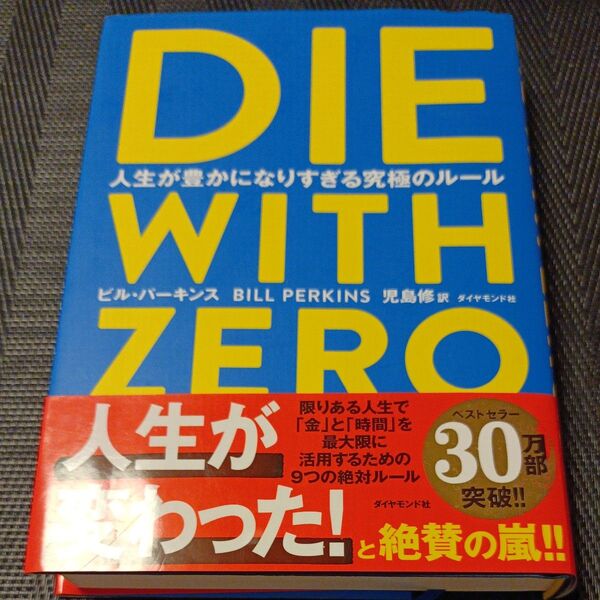 DIE
人生が豊かになりすぎる究極のルール
WITH
ビル・パーキンス BILL PERKINS 児島修 訳 ダイヤモンド社
ZERO
人生が
変わった!
と絶賛の嵐!!
限りある人生で
「金」と「時間」を
最大限に
活用するための
9つの絶対ルール
ダイヤモンド社
ベストセラー
30万部
突破!!